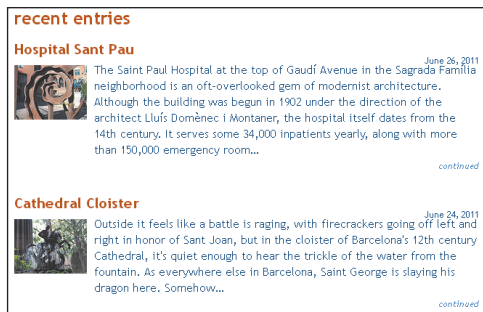 recent entries
Hospital Sant Pau
June 26, 2011
The Saint Paul Hospital at the top of Gaudí Avenue in the Sagrada Família
neighborhood is an oft-overlooked gem of modernist architecture.
Although the building was begun in 1902 under the direction of the
architect Lluís Domènec i Montaner, the hospital itself dates from the
14th century. It serves some 34,000 inpatients yearly, along with more
than 150,000 emergency room...
continued
Cathedral Cloister
June 24, 2011
Outside it feels like a battle is raging, with firecrackers going off left and
right in honor of Sant Joan, but in the cloister of Barcelona's 12th century
Cathedral, it's quiet enough to hear the trickle of the water from the
fountain. As everywhere else in Barcelona, Saint George is slaying his
dragon here. Somehow...
continued